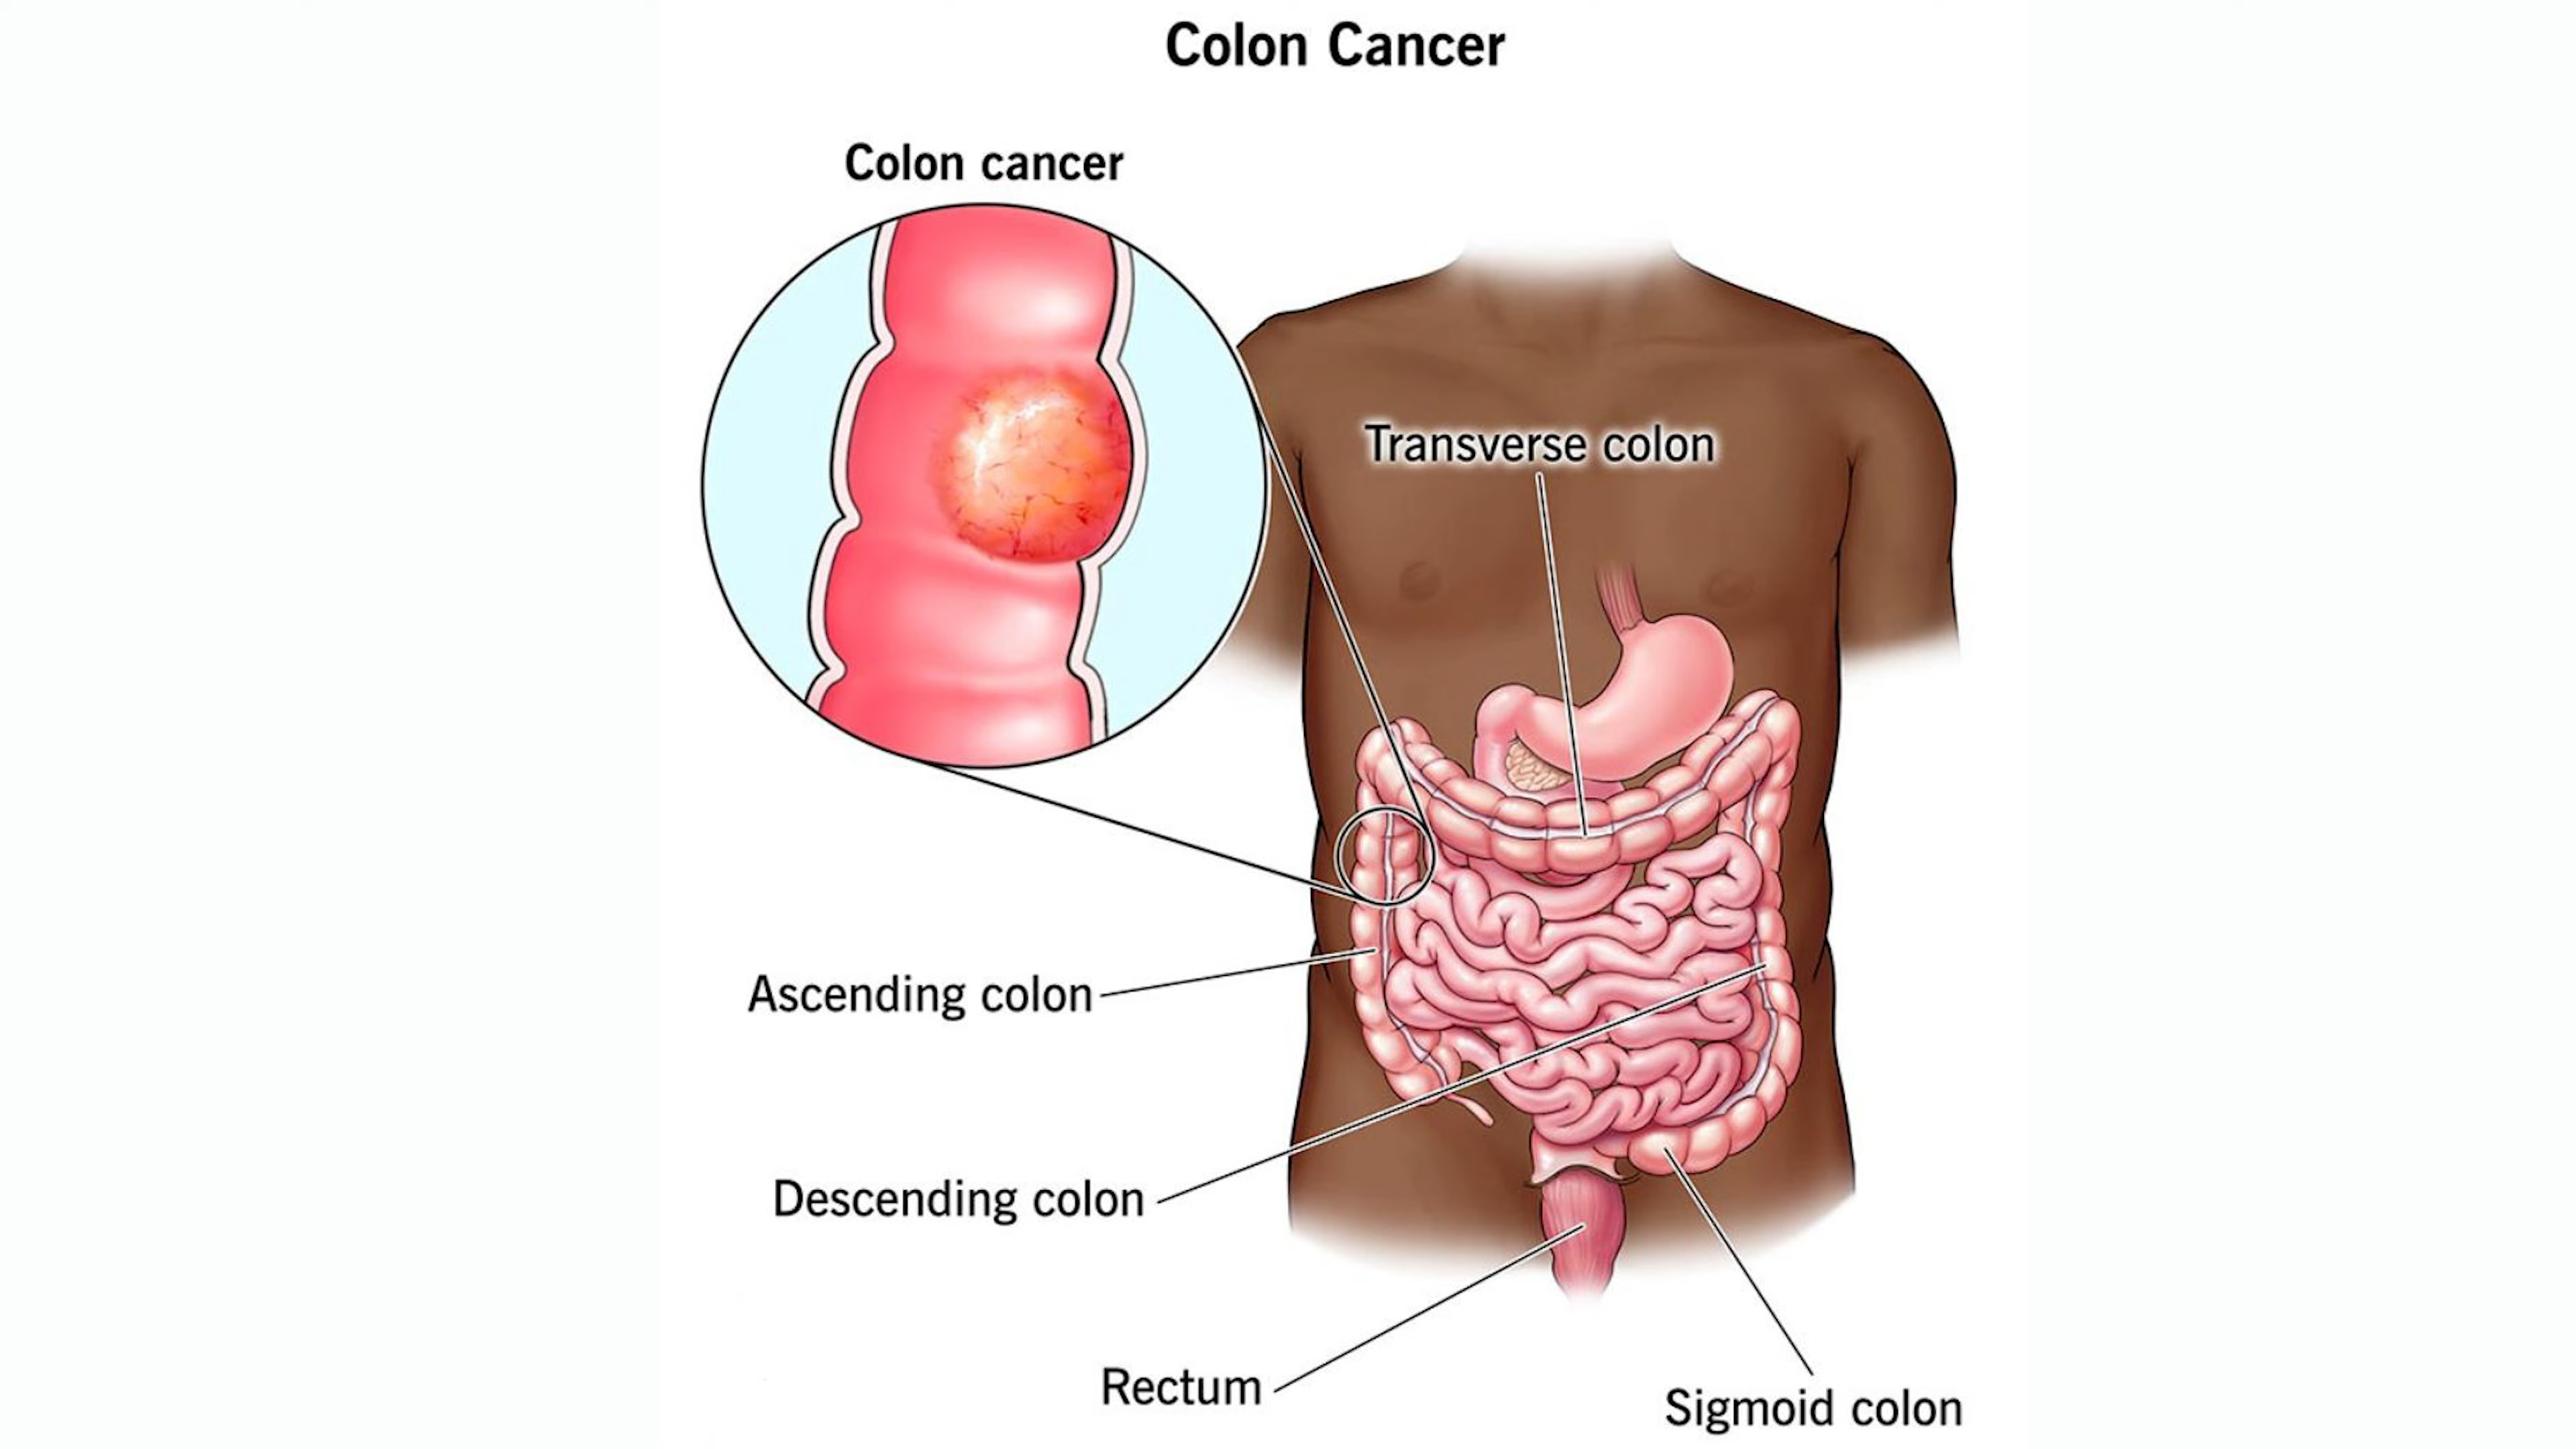 Colon Cancer
Colon cancer
Transverse colon
Ascending colon
Descending colon
Rectum
Sigmoid colon